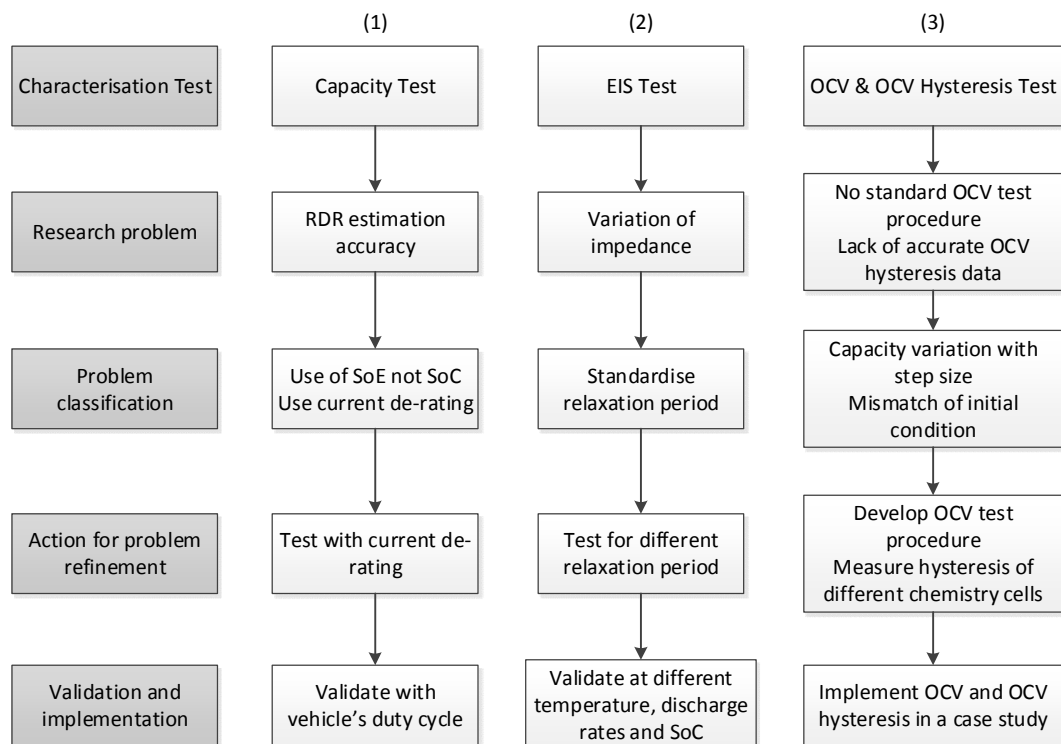 (1)
(2)
(3)
Characterisation Test
Capacity Test
EIS Test
OCV & OCV Hysteresis Test
Research problem
RDR estimation
accuracy
Variation of
impedance
No standard OCV test
procedure
Lack of accurate OCV
hysteresis data
Problem
classification
Use of SoE not SoC
Use current de-rating
Standardise
relaxation period
Capacity variation with
step size
Mismatch of initial
condition
Action for problem
refinement
Test with current de-
rating
Test for different
relaxation period
Develop OCV test
procedure
Measure hysteresis of
different chemistry cells
Validation and
implementation
Validate with
vehicle's duty cycle
Validate at different
temperature, discharge
rates and SoC
Implement OCV and OCV
hysteresis in a case study